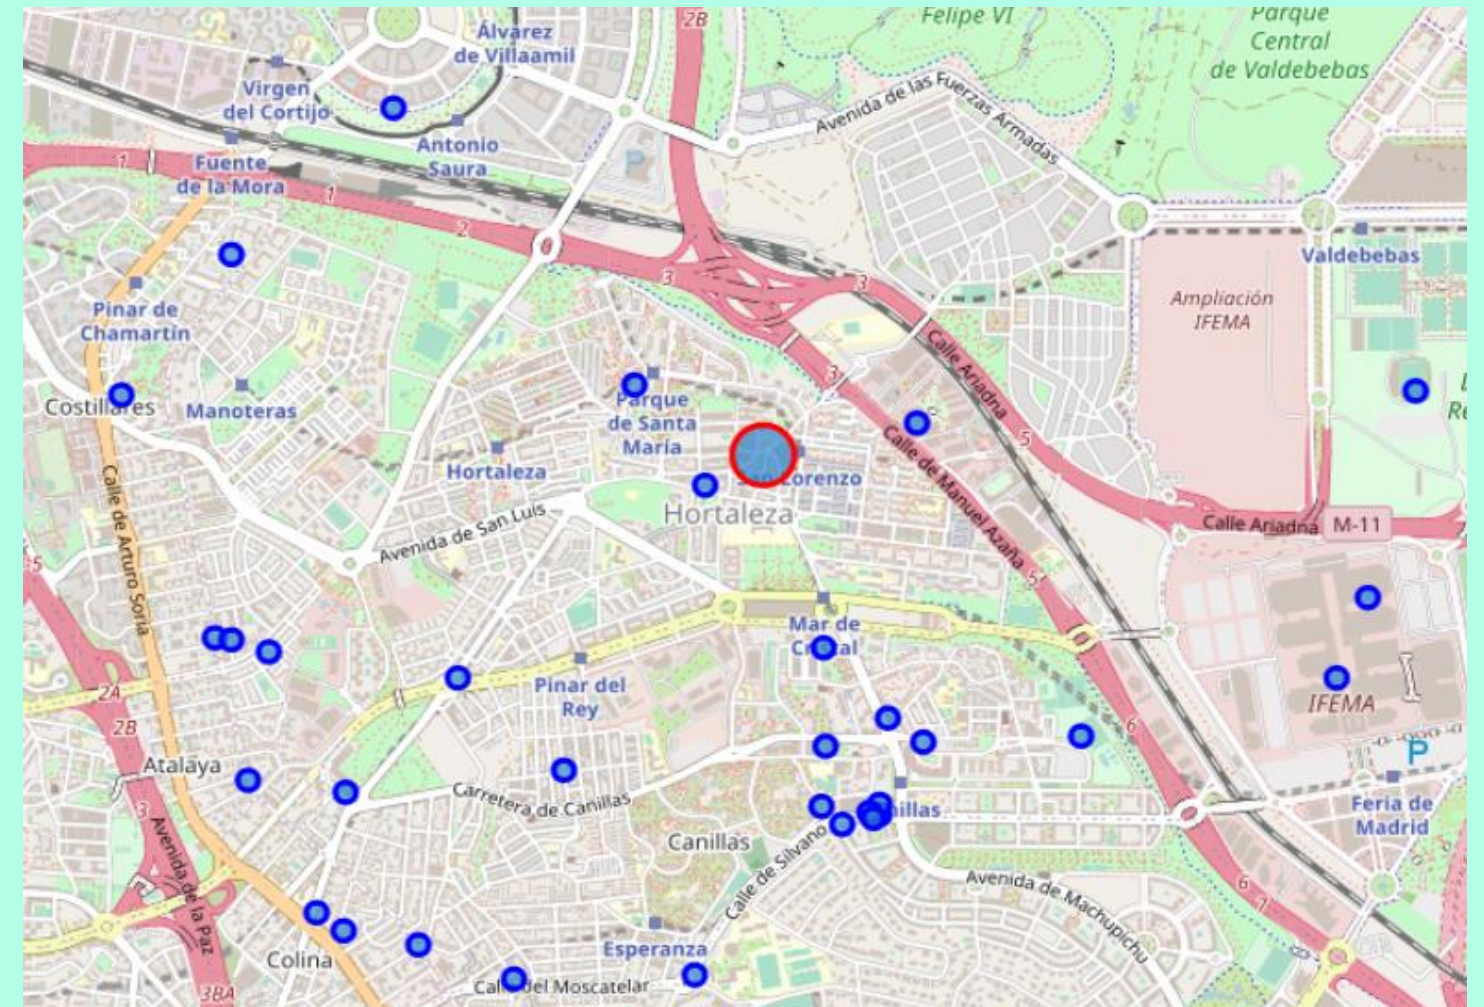 2B
Felipe VI
Parque
Central
de Valdebebas
Álvarez
de Villaamil
Virgen
del Cortijo
Avenida de las Fuerzas Armadas
Antonio
Saura
P
Fuente
de la Mora
1
1
2
3
3
3
Valdebebas
Ampliación
IFEMA
Pinar de
Chamartín
Calle Ariadna
Costillares
Manoteras
Parque
de Santa
María
Hortaleza
Lorenzo
Calle de Manuel Azaña
5
Calle de Arturo Soria
Hortaleza
Avenida de San Luis
Calle Ariadna
M-11
5
5
Mar de
Pinar del
Rey
2A
2B
6
IFEMA
P
Atalaya
Carretera de Canillas
3
Canillas
Feria de
Madrid
Avenida de la Paz
Calle de Silvano
Avenida de Machupichu
6
7
Esperanza
Colina
del Moscatelar
3BA